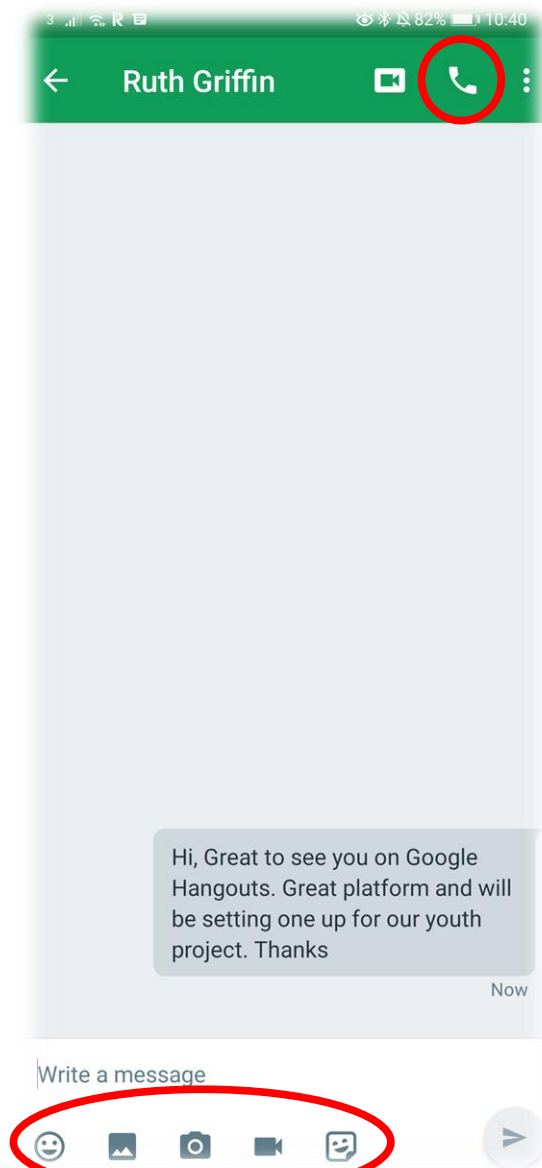 3 R 82% 10:40
Ruth Griffin
Hi, Great to see you on Google
Hangouts. Great platform and will
be setting one up for our youth
project. Thanks
Now
Write a message